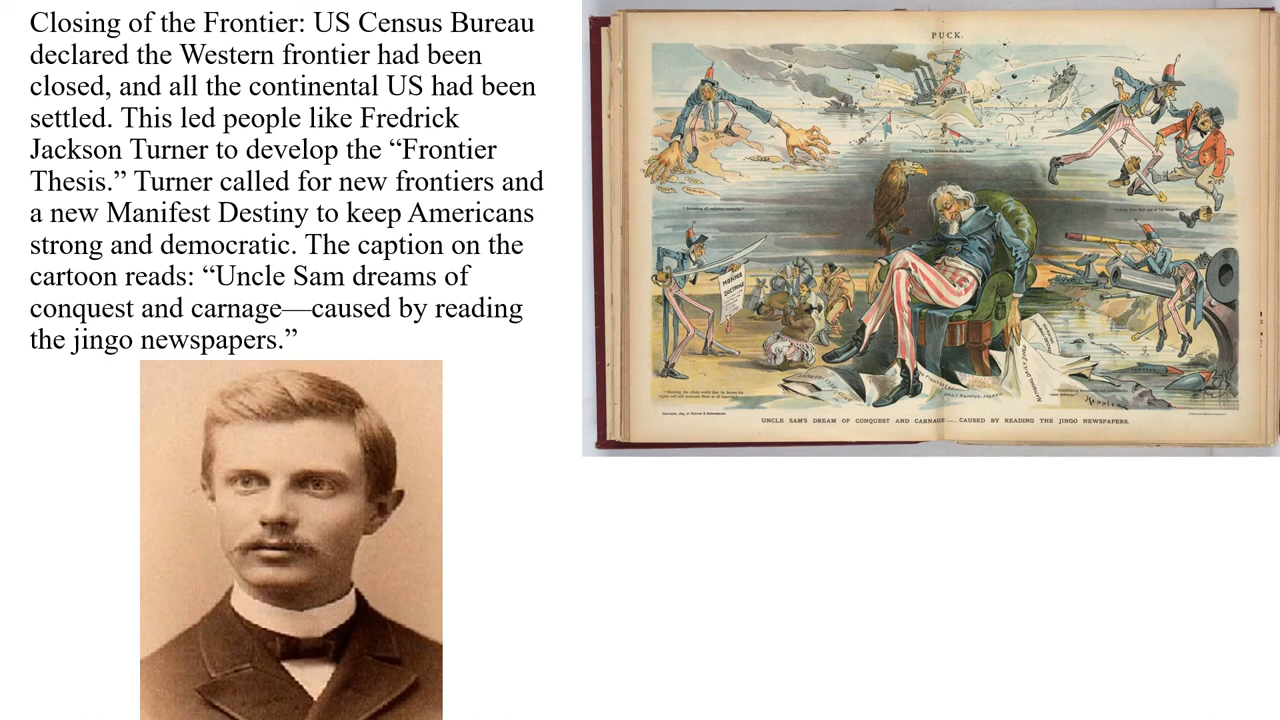 Closing of the Frontier: US Census Bureau
declared the Western frontier had been
closed, and all the continental US had been
settled. This led people like Fredrick
Jackson Turner to develop the “Frontier
Thesis.” Turner called for new frontiers and
a new Manifest Destiny to keep Americans
strong and democratic. The caption on the
cartoon reads: “Uncle Sam dreams of
conquest and carnage—caused by reading
the jingo newspapers.”
PUCK.
MONROE
DOCTRINE
UNCLE SAM'S DREAM OF CONQUEST AND CARNAGE — CAUSED BY READING THE JINGO NEWSPAPERS.